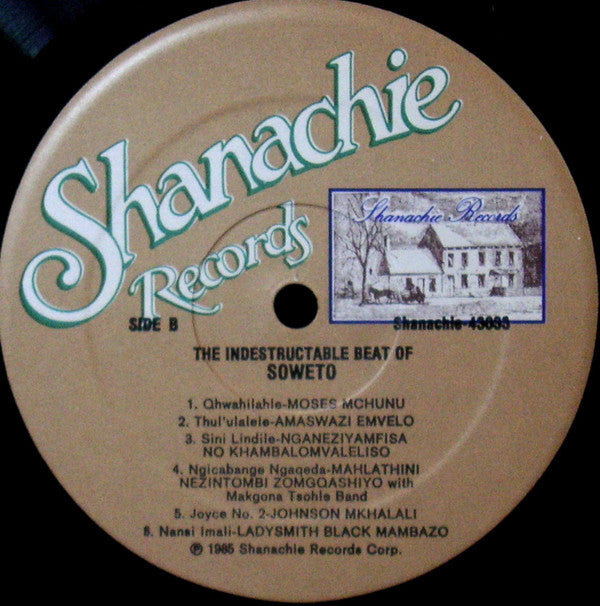 Shanachie
Records
Shanachie Records
SIDE B
Shanachie 43033
THE INDESTRUCTABLE BEAT OF
SOWETO
1. Qhwahilahle-MOSES MCHUNU
2. Thul'ulalele-AMASWAZI EMVELO
3. Sini Lindile-NGANEZIYAMFISA
NO KHAMBALOMVALELISO
4. Ngicabange Ngaqeda-MAHLATHINI
NEZINTOMBI ZOMGQASHIYO with
Makgona Tsohle Band
5. Joyce No. 2-JOHNSON MKHALALI
6. Nansi Imali-LADYSMITH BLACK MAMBAZO
℗ 1985 Shanachie Records Corp.